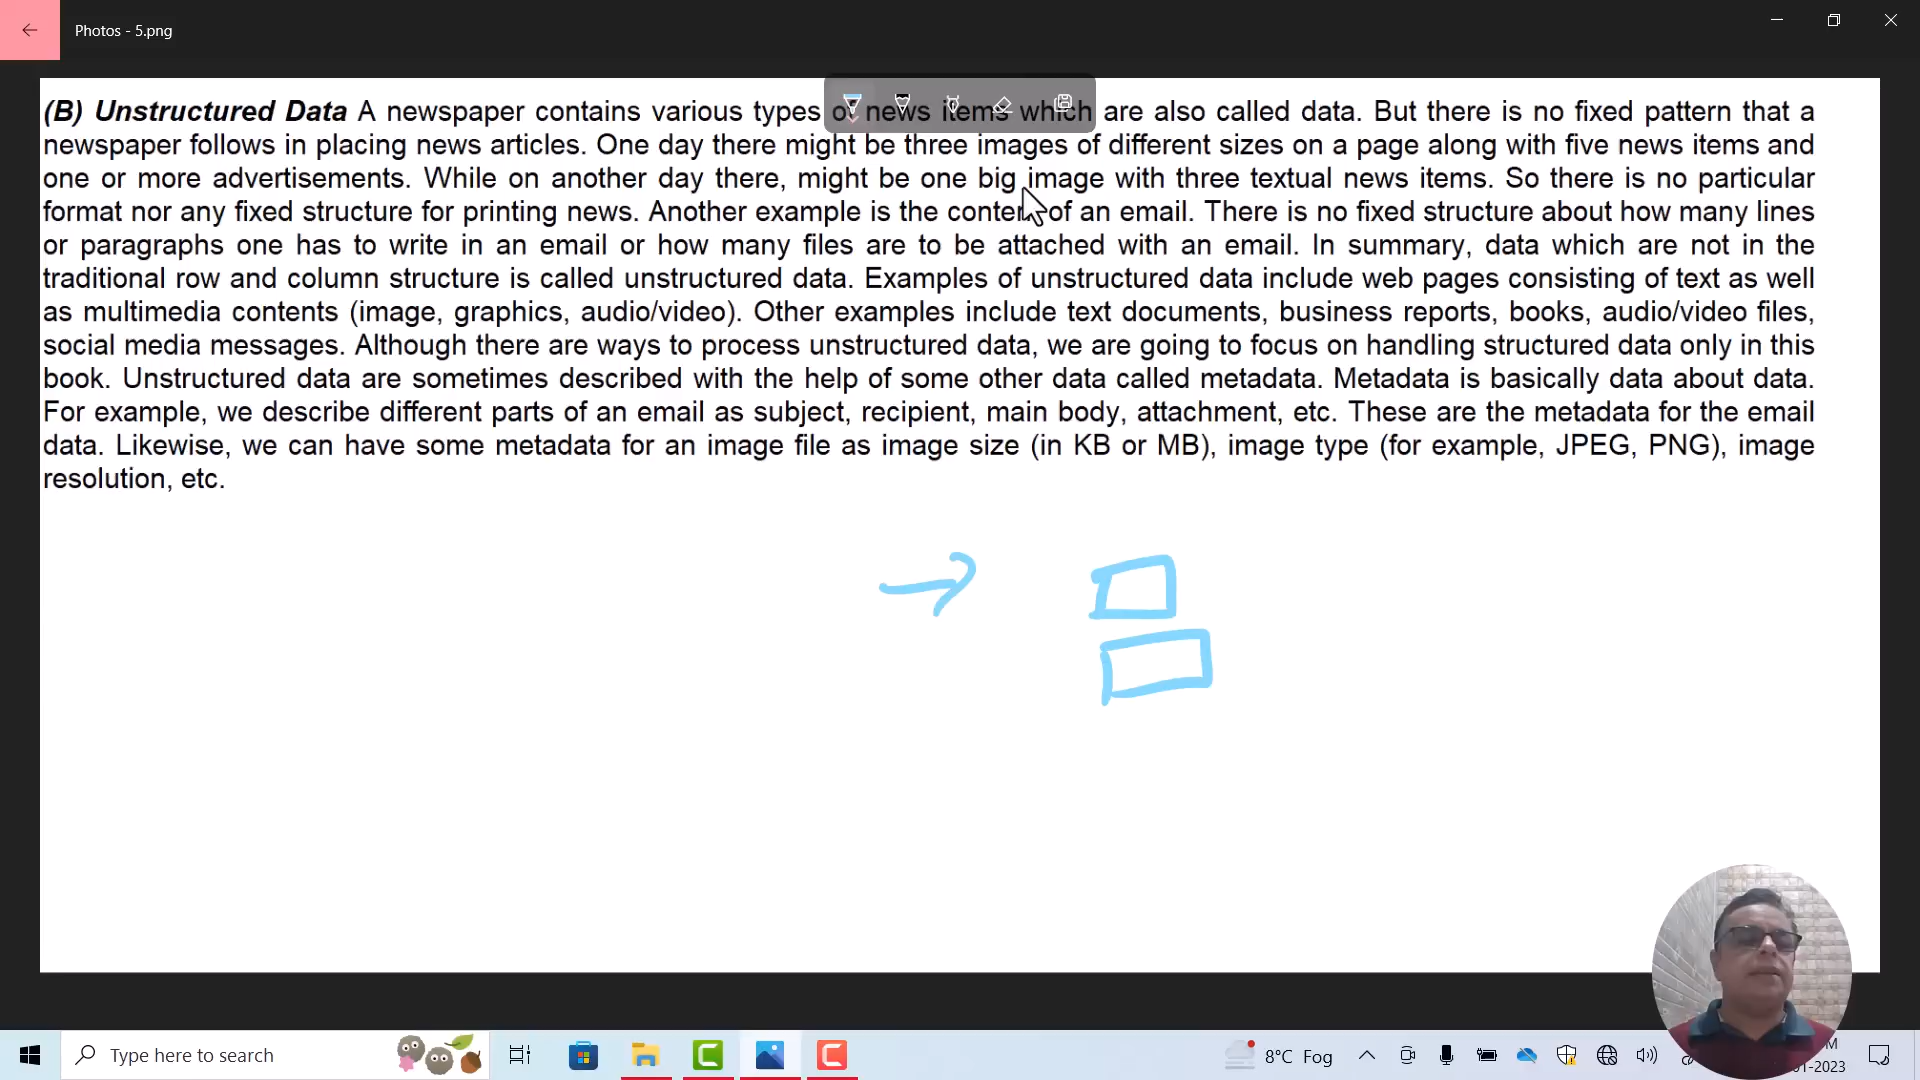 Photos - 5.png
(B) Unstructured Data A newspaper contains various types of news items which are also called data. But there is no fixed pattern that a
newspaper follows in placing news articles. One day there might be three images of different sizes on a page along with five news items and
one or more advertisements. While on another day there, might be one big image with three textual news items. So there is no particular
format nor any fixed structure for printing news. Another example is the content of an email. There is no fixed structure about how many lines
or paragraphs one has to write in an email or how many files are to be attached with an email. In summary, data which are not in the
traditional row and column structure is called unstructured data. Examples of unstructured data include web pages consisting of text as well
as multimedia contents (image, graphics, audio/video). Other examples include text documents, business reports, books, audio/video files,
social media messages. Although there are ways to process unstructured data, we are going to focus on handling structured data only in this
book. Unstructured data are sometimes described with the help of some other data called metadata. Metadata is basically data about data.
For example, we describe different parts of an email as subject, recipient, main body, attachment, etc. These are the metadata for the email
data. Likewise, we can have some metadata for an image file as image size (in KB or MB), image type (for example, JPEG, PNG), image
resolution, etc.
Type here to search
8°C Fog